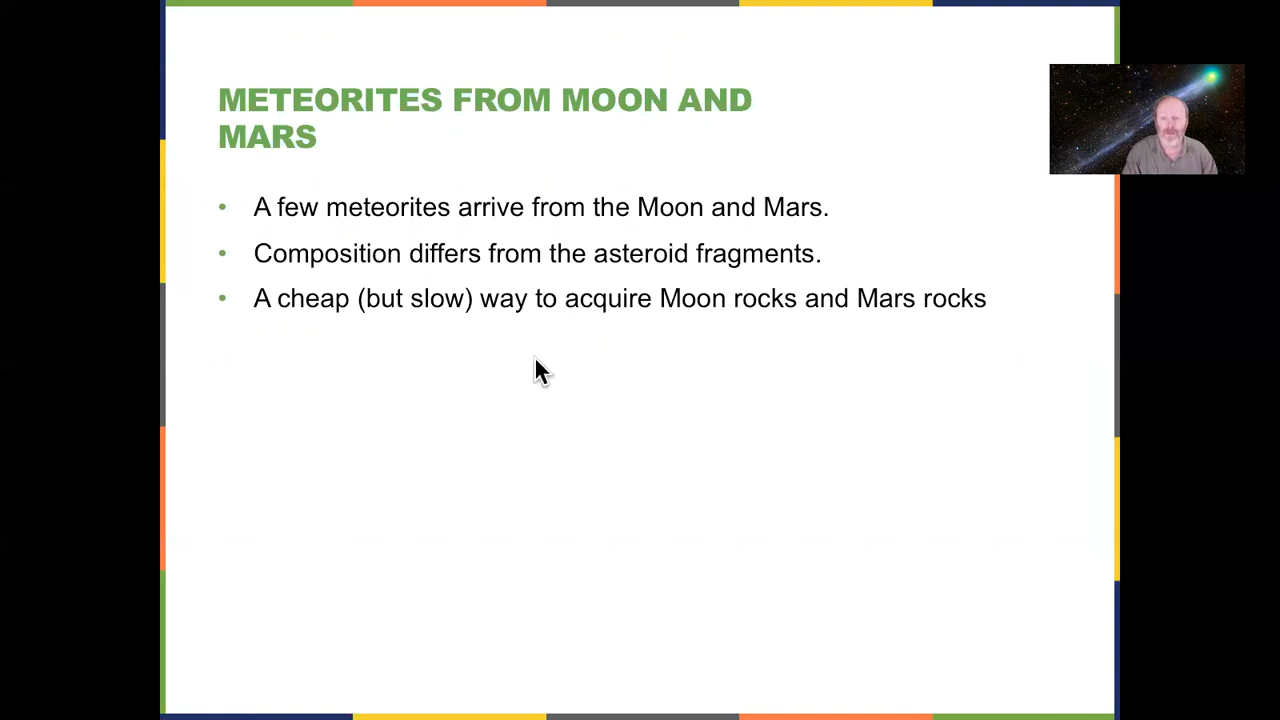 METEORITES FROM MOON AND
MARS
• A few meteorites arrive from the Moon and Mars.
• Composition differs from the asteroid fragments.
• A cheap (but slow) way to acquire Moon rocks and Mars rocks